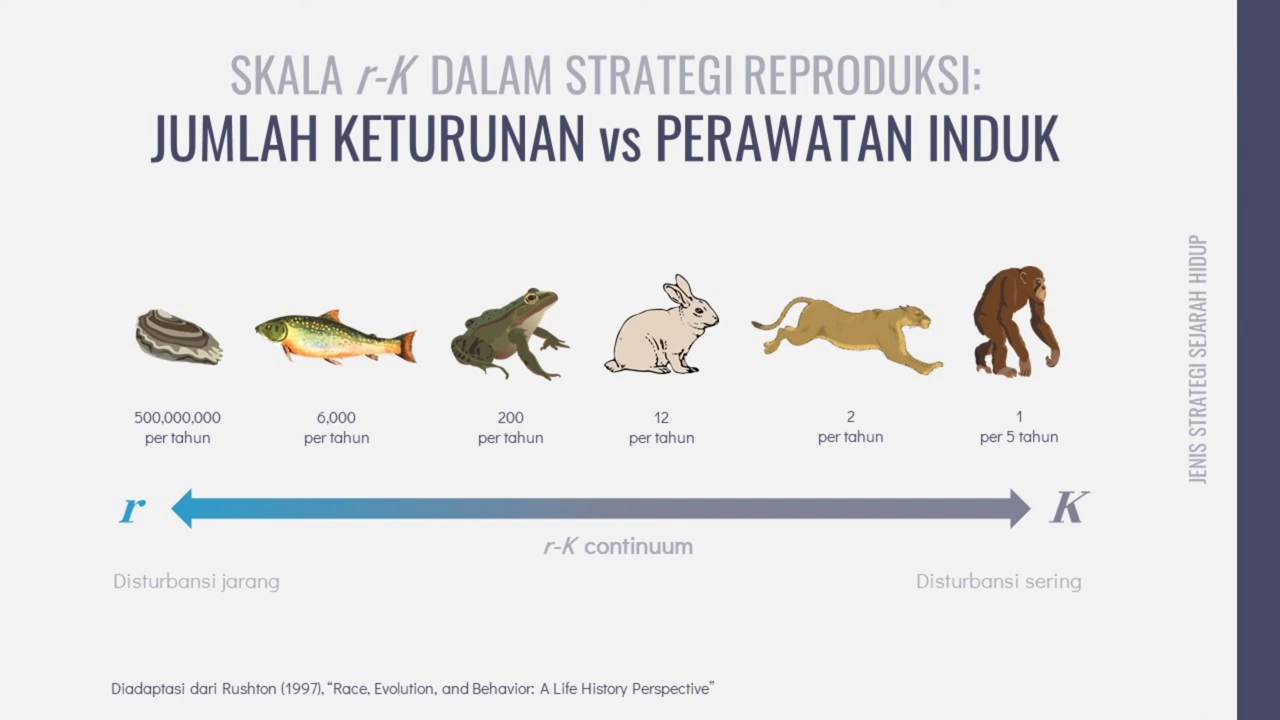 SKALA r-K DALAM STRATEGI REPRODUKSI:
JUMLAH KETURUNAN vs PERAWATAN INDUK
500,000,000
per tahun
6,000
per tahun
200
per tahun
12
per tahun
2
per tahun
1
per 5 tahun
r
K
r-K continuum
Disturbansi jarang
Disturbansi sering
Diadaptasi dari Rushton (1997), “Race, Evolution, and Behavior: A Life History Perspective”
JENIS STRATEGI SEJARAH HIDUP